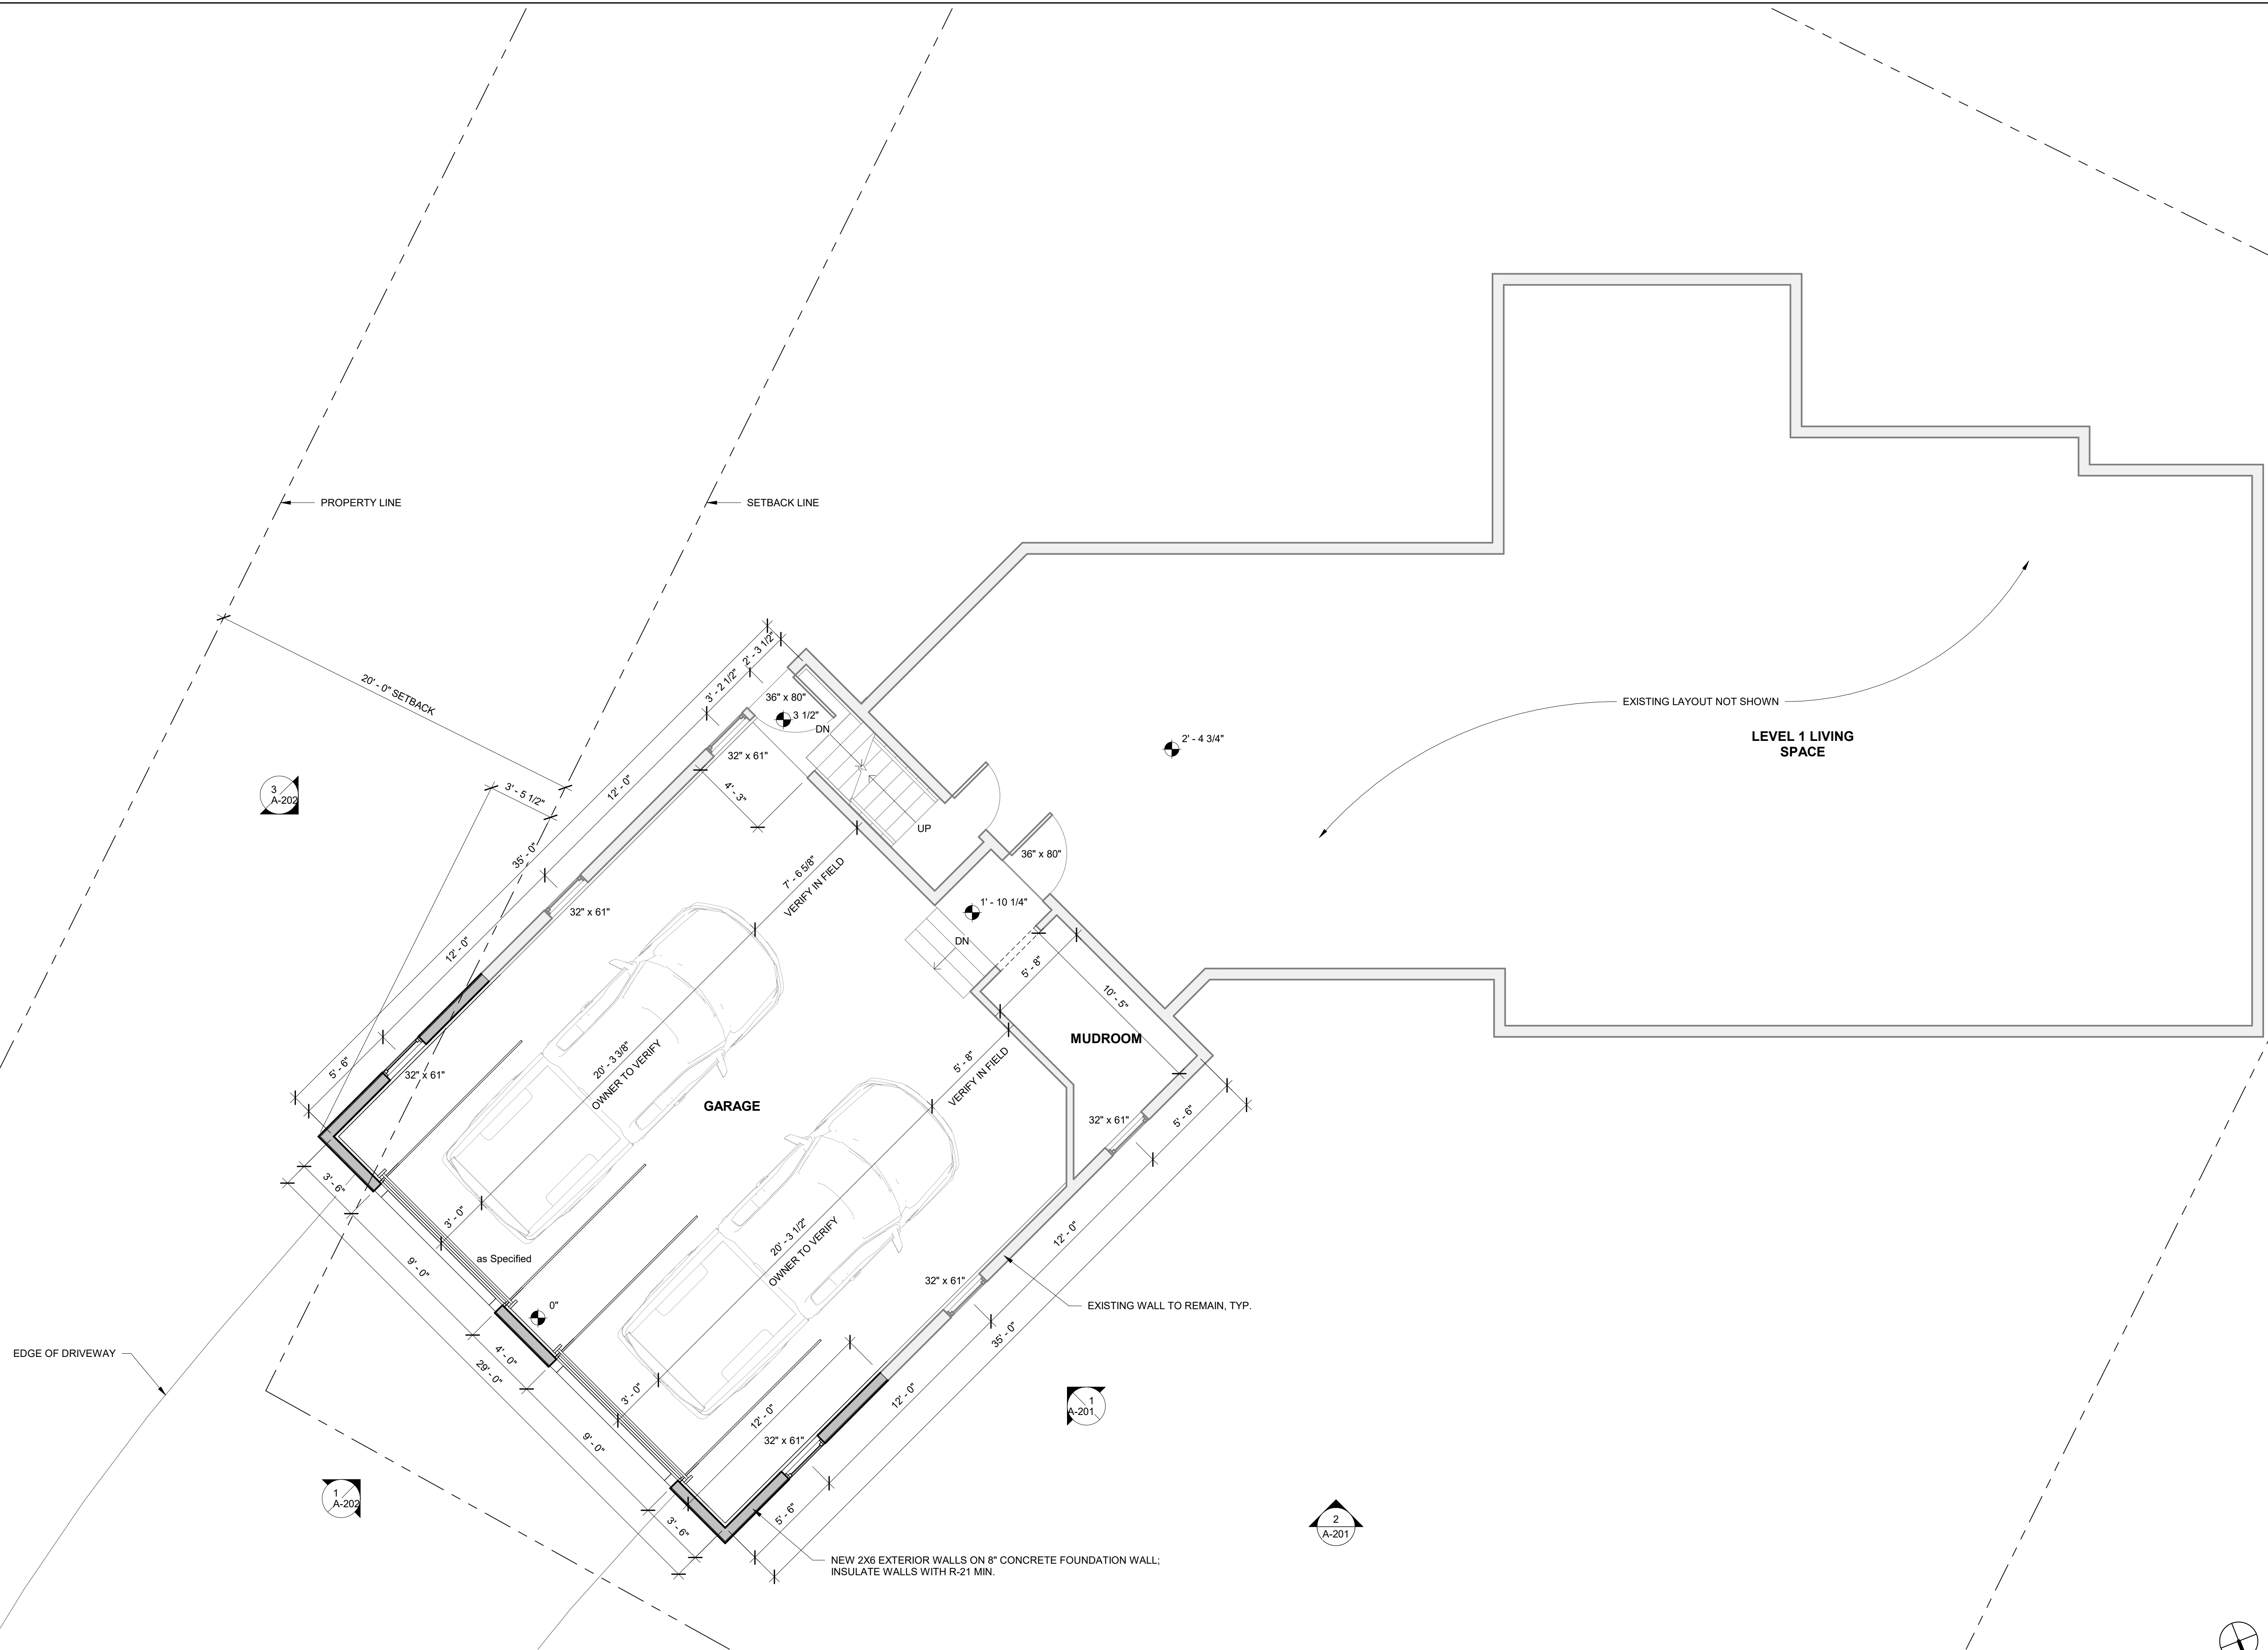 PROPERTY LINE
SETBACK LINE
20' - 0" SETBACK
3' - 5 1/2"
3
A-202
2' - 3 1/2"
3' - 2 1/2"
36" x 80"
3 1/2"
DN
32" x 61"
4' - 3"
12' - 0"
35' - 0"
UP
2' - 4 3/4"
EXISTING LAYOUT NOT SHOWN
LEVEL 1 LIVING
SPACE
36" x 80"
7' - 6 5/8"
VERIFY IN FIELD
32" x 61"
1' - 10 1/4"
DN
12' - 0"
5' - 8"
10' - 5"
MUDROOM
5' - 6"
32" x 61"
20' - 3 3/8"
OWNER TO VERIFY
5' - 8"
VERIFY IN FIELD
GARAGE
32" x 61"
5' - 6"
3' - 6"
3' - 0"
as Specified
9' - 0"
20' - 3 1/2"
OWNER TO VERIFY
12' - 0"
32" x 61"
EXISTING WALL TO REMAIN, TYP.
0"
35' - 0"
EDGE OF DRIVEWAY
4' - 0"
29' - 0"
3' - 0"
12' - 0"
12' - 0"
32" x 61"
1
A-201
9' - 0"
1
A-202
5' - 6"
3' - 6"
2
A-201
NEW 2X6 EXTERIOR WALLS ON 8" CONCRETE FOUNDATION WALL;
INSULATE WALLS WITH R-21 MIN.